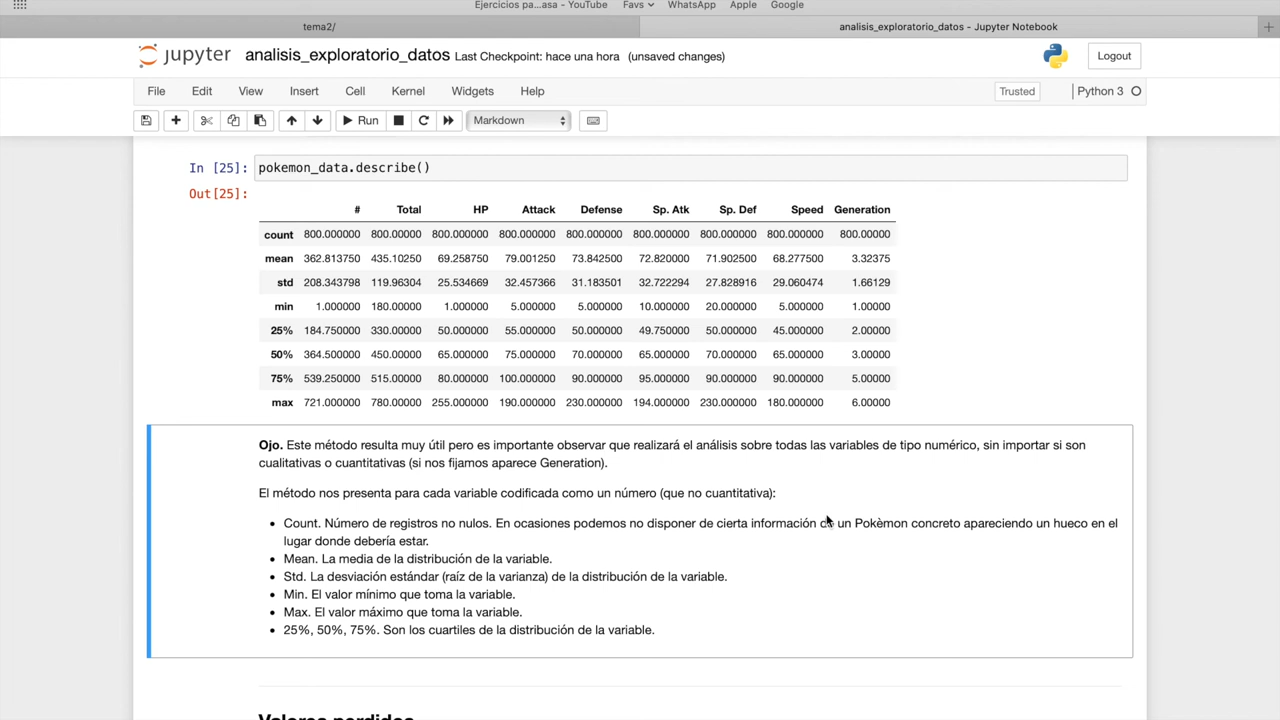 Ejercicios pa...asa - YouTube Favs WhatsApp Apple Google
tema2/ analisis_exploratorio_datos - Jupyter Notebook
jupyter analisis_exploratorio_datos Last Checkpoint: hace una hora (unsaved changes) Logout
File Edit View Insert Cell Kernel Widgets Help Trusted Python 3
Run Markdown
In [25]: pokemon_data.describe()
Out[25]:
# Total HP Attack Defense Sp. Atk Sp. Def Speed Generation
count 800.000000 800.00000 800.000000 800.000000 800.000000 800.000000 800.000000 800.000000 800.00000
mean 362.813750 435.10250 69.258750 79.001250 73.842500 72.820000 71.902500 68.277500 3.32375
std 208.343798 119.96304 25.534669 32.457366 31.183501 32.722294 27.828916 29.060474 1.66129
min 1.000000 180.00000 1.000000 5.000000 5.000000 10.000000 20.000000 5.000000 1.00000
25% 184.750000 330.00000 50.000000 55.000000 50.000000 49.750000 50.000000 45.000000 2.00000
50% 364.500000 450.00000 65.000000 75.000000 70.000000 65.000000 70.000000 65.000000 3.00000
75% 539.250000 515.00000 80.000000 100.000000 90.000000 95.000000 90.000000 90.000000 5.00000
max 721.000000 780.00000 255.000000 190.000000 230.000000 194.000000 230.000000 180.000000 6.00000
Ojo. Este método resulta muy útil pero es importante observar que realizará el análisis sobre todas las variables de tipo numérico, sin importar si son
cualitativas o cuantitativas (si nos fijamos aparece Generation).
El método nos presenta para cada variable codificada como un número (que no cuantitativa):
• Count. Número de registros no nulos. En ocasiones podemos no disponer de cierta información de un Pokèmon concreto apareciendo un hueco en el
lugar donde debería estar.
• Mean. La media de la distribución de la variable.
• Std. La desviación estándar (raíz de la varianza) de la distribución de la variable.
• Min. El valor mínimo que toma la variable.
• Max. El valor máximo que toma la variable.
• 25%, 50%, 75%. Son los cuartiles de la distribución de la variable.
Valores perdidos